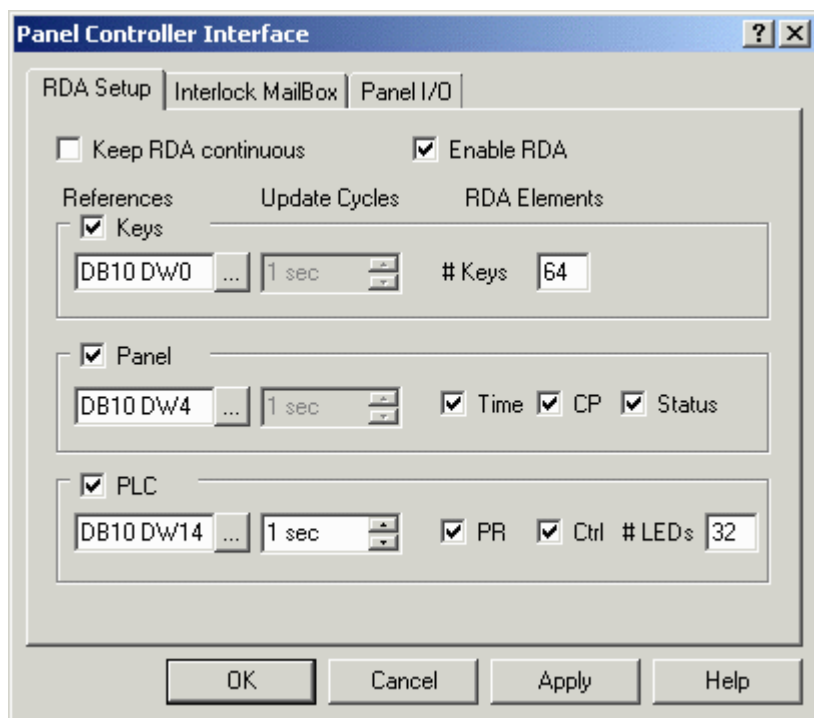 Panel Controller Interface
RDA Setup Interlock MailBox Panel I/O
Keep RDA continuous Enable RDA
References Update Cycles RDA Elements
Keys
DB10 DW0 ... 1 sec # Keys 64
Panel
DB10 DW4 ... 1 sec Time CP Status
PLC
DB10 DW14 ... 1 sec PR Ctrl # LEDs 32
OK Cancel Apply Help